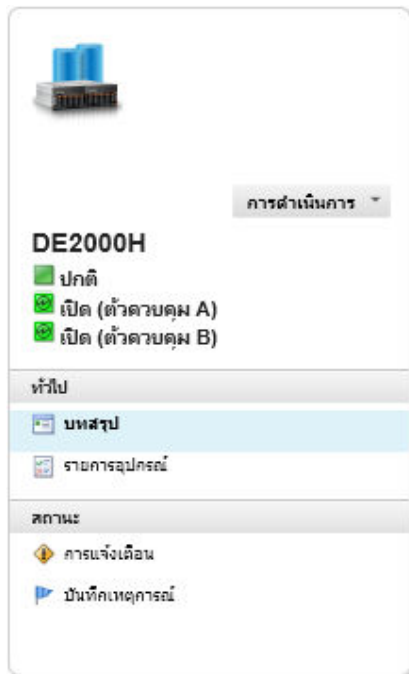 การดำเนินการ
DE2000H
ปกติ
เปิด (ตัวควบคุม A)
เปิด (ตัวควบคุม B)
ทั่วไป
บทสรุป
รายการอุปกรณ์
สถานะ
การแจ้งเตือน
บันทึกเหตุการณ์